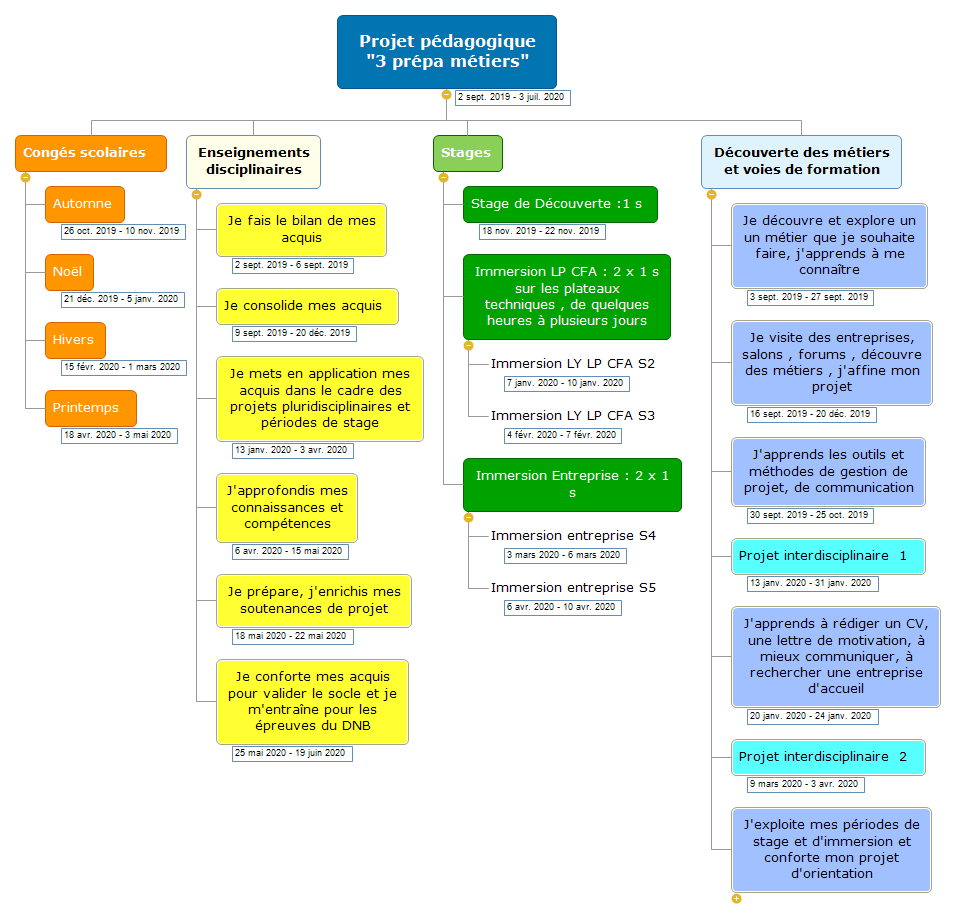 Projet pédagogique
"3 prépa métiers"
2 sept. 2019 - 3 juil. 2020
Congés scolaires
Automne
26 oct. 2019 - 10 nov. 2019
Noël
21 déc. 2019 - 5 janv. 2020
Hivers
15 févr. 2020 - 1 mars 2020
Printemps
18 avr. 2020 - 3 mai 2020
Enseignements
disciplinaires
Je fais le bilan de mes
acquis
2 sept. 2019 - 6 sept. 2019
Je consolide mes acquis
9 sept. 2019 - 20 déc. 2019
Je mets en application mes
acquis dans le cadre des
projets pluridisciplinaires et
périodes de stage
13 janv. 2020 - 3 avr. 2020
J'approfondis mes
connaissances et
compétences
6 avr. 2020 - 15 mai 2020
Je prépare, j'enrichis mes
soutenances de projet
18 mai 2020 - 22 mai 2020
Je conforte mes acquis
pour valider le socle et je
m'entraîne pour les
épreuves du DNB
25 mai 2020 - 19 juin 2020
Stages
Stage de Découverte :1 s
18 nov. 2019 - 22 nov. 2019
Immersion LP CFA : 2 x 1 s
sur les plateaux
techniques , de quelques
heures à plusieurs jours
Immersion LY LP CFA S2
7 janv. 2020 - 10 janv. 2020
Immersion LY LP CFA S3
4 févr. 2020 - 7 févr. 2020
Immersion Entreprise : 2 x 1
s
Immersion entreprise S4
3 mars 2020 - 6 mars 2020
Immersion entreprise S5
6 avr. 2020 - 10 avr. 2020
Découverte des métiers
et voies de formation
Je découvre et explore un
un métier que je souhaite
faire, j'apprends à me
connaître
3 sept. 2019 - 27 sept. 2019
Je visite des entreprises,
salons , forums , découvre
des métiers , j'affine mon
projet
16 sept. 2019 - 20 déc. 2019
J'apprends les outils et
méthodes de gestion de
projet, de communication
30 sept. 2019 - 25 oct. 2019
Projet interdisciplinaire 1
13 janv. 2020 - 31 janv. 2020
J'apprends à rédiger un CV,
une lettre de motivation, à
mieux communiquer, à
rechercher une entreprise
d'accueil
20 janv. 2020 - 24 janv. 2020
Projet interdisciplinaire 2
9 mars 2020 - 3 avr. 2020
J'exploite mes périodes de
stage et d'immersion et
conforte mon projet
d'orientation